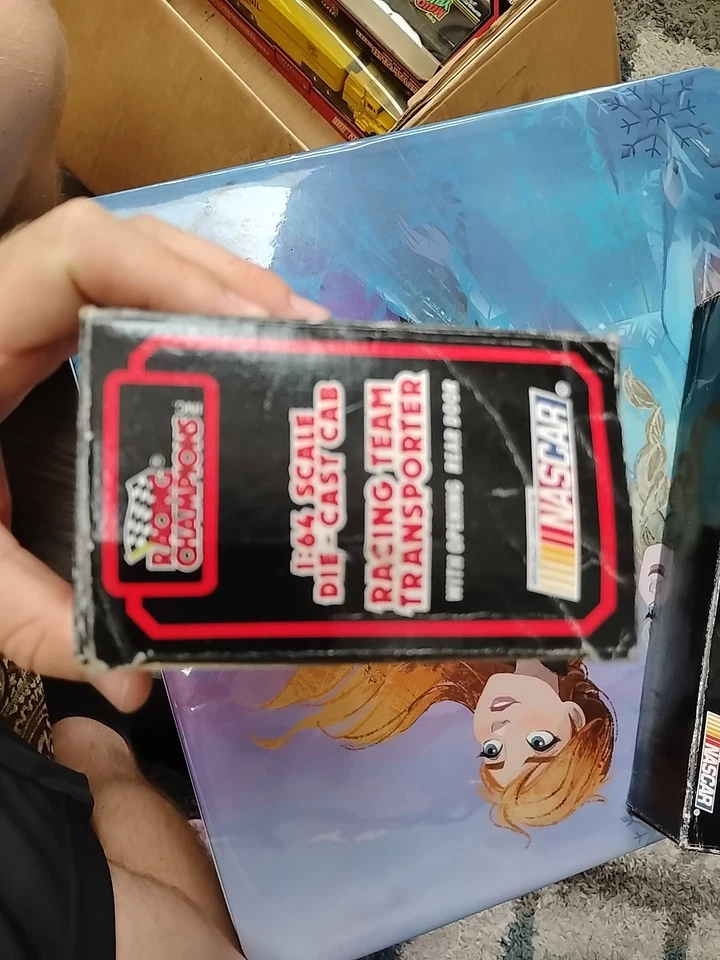 RACING
CHAMPIONS INC.
®
1:64 SCALE
DIE-CAST CAB
RACING TEAM
TRANSPORTER
WITH OPENING REAR DOOR
NASCAR®
NASCAR®